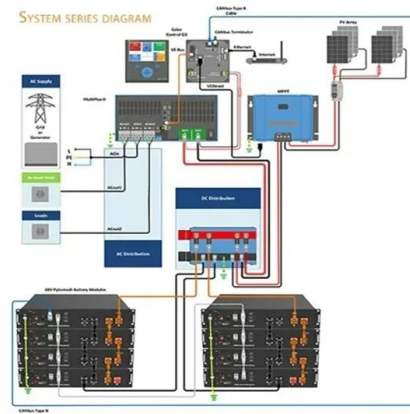 SYSTEM SERIES DIAGRAM
CANbus Type B
Cable
Color
Control GX
CANbus Terminator
Ethernet
Internet
VE Bus
VEDirect
PV Array
AC Supply
Grid
or
Generator
MultiPlus-II
MPPT
L
PE
N
ACin
ACout1
Loads
ACout2
AC Distribution
DC Distribution
48V Pylontech Battery Modules
CANbus Type B